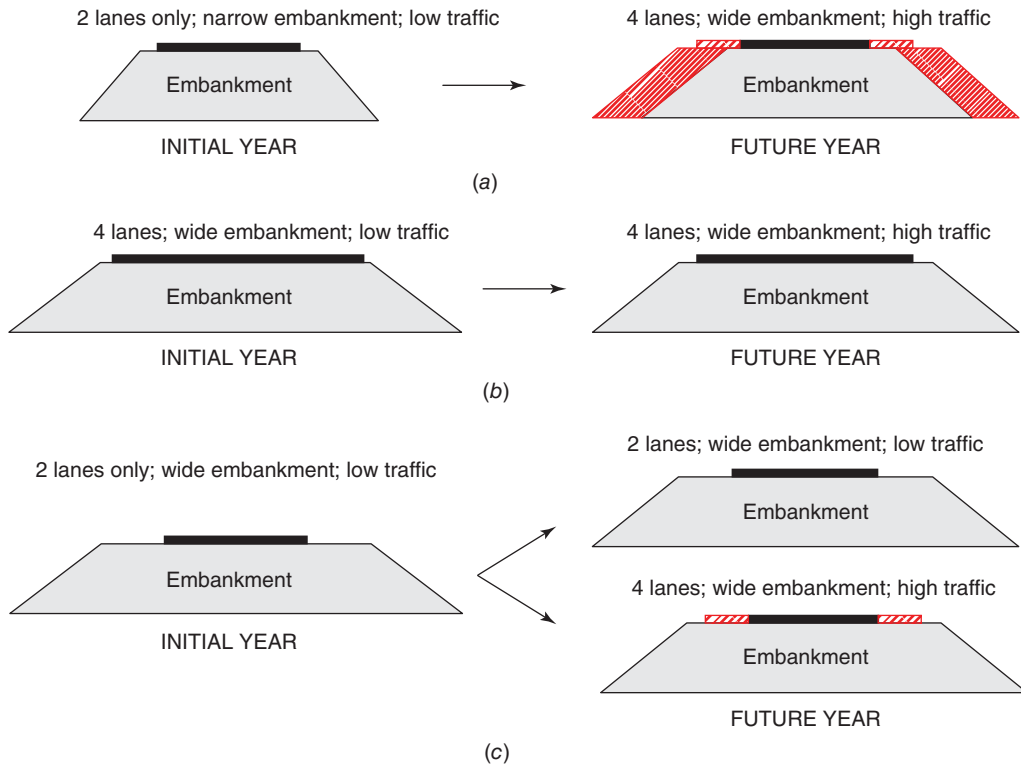 2 lanes only; narrow embankment; low traffic
4 lanes; wide embankment; high traffic
Embankment
Embankment
INITIAL YEAR
FUTURE YEAR
(a)
4 lanes; wide embankment; low traffic
4 lanes; wide embankment; high traffic
Embankment
Embankment
INITIAL YEAR
FUTURE YEAR
(b)
2 lanes only; wide embankment; low traffic
Embankment
INITIAL YEAR
2 lanes; wide embankment; low traffic
Embankment
4 lanes; wide embankment; high traffic
Embankment
FUTURE YEAR
(c)